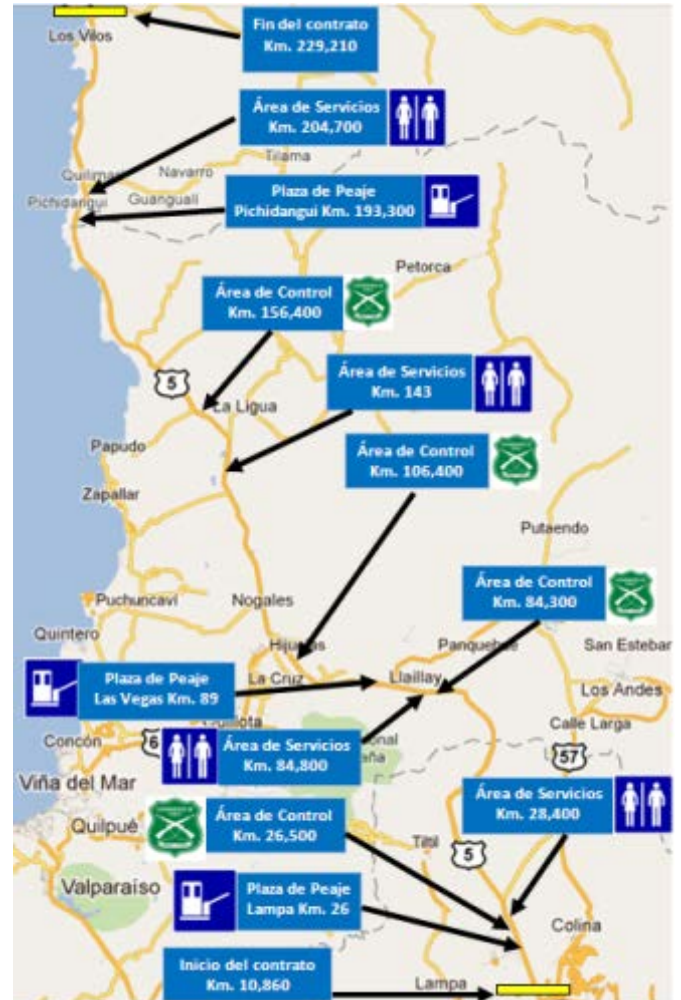 Fin del contrato
Km. 229,210
Los Vilos
Área de Servicios
Km. 204,700
Tilama
Navarro
Guanguali
Pichidangui
Plaza de Peaje
Pichidangui Km. 193,300
Petorca
Área de Control
Km. 156,400
5
Área de Servicios
Km. 143
La Ligua
Papudo
Área de Control
Km. 106,400
Zapallar
Putaendo
Área de Control
Km. 84,300
Puchuncaví
Nogales
Quintero
San Esteban
Plaza de Peaje
Las Vegas Km. 89
La Cruz
Llaillay
Los Andes
Calle Larga
Concón
6
Área de Servicios
Km. 84,800
57
Viña del Mar
Área de Servicios
Km. 28,400
Quilpué
Área de Control
Km. 26,500
Tiltil
5
Valparaíso
Plaza de Peaje
Lampa Km. 26
Colina
Inicio del contrato
Km. 10,860
Lampa